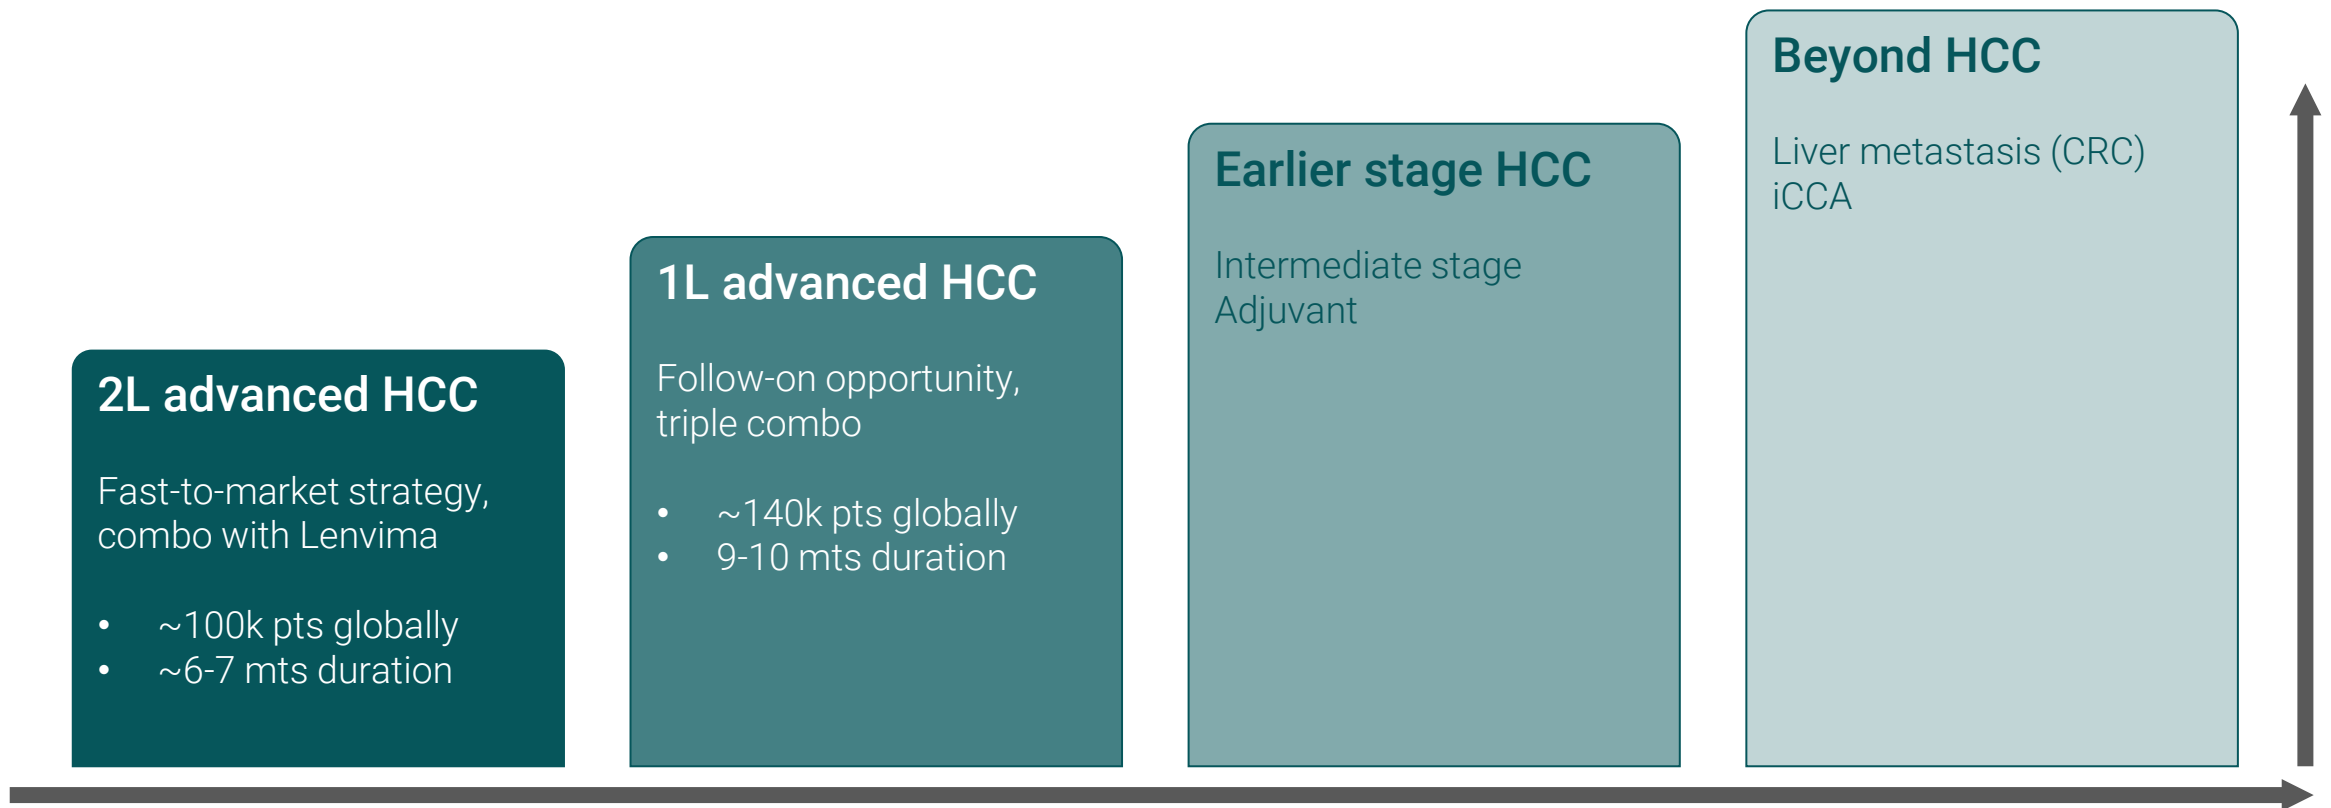 2L advanced HCC
Fast-to-market strategy,
combo with Lenvima
• ~100k pts globally
• ~6-7 mts duration
1L advanced HCC
Follow-on opportunity,
triple combo
• ~140k pts globally
• 9-10 mts duration
Earlier stage HCC
Intermediate stage
Adjuvant
Beyond HCC
Liver metastasis (CRC)
iCCA